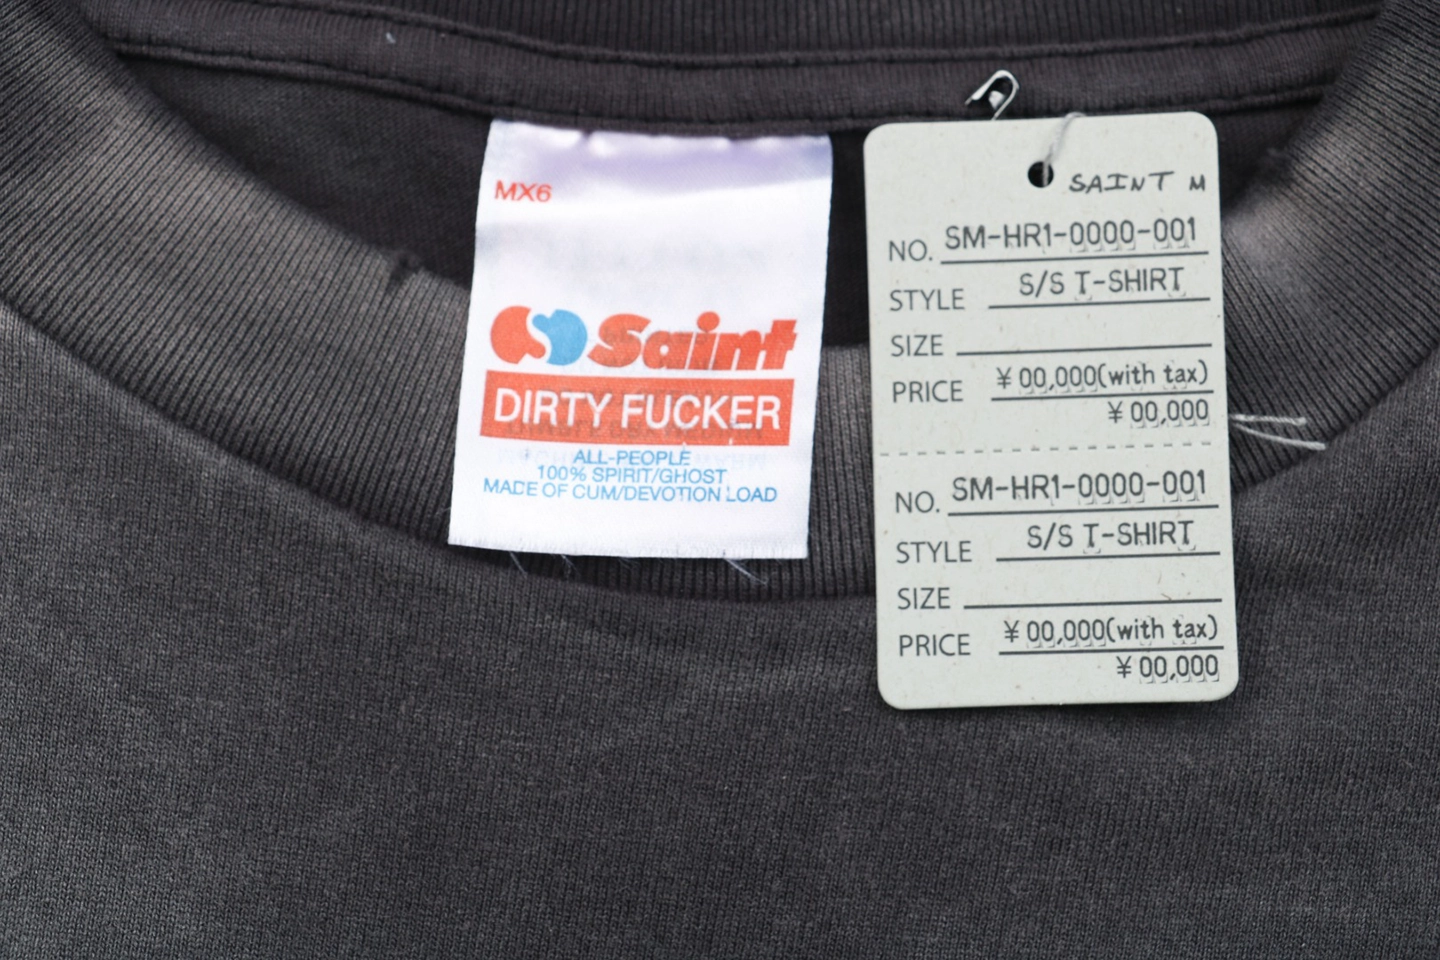 MX6
Saint
DIRTY FUCKER
ALL-PEOPLE
100% SPIRIT/GHOST
MADE OF CUM/DEVOTION LOAD
SAINT M
NO. SM-HR1-0000-001
STYLE S/S T-SHIRT
SIZE
PRICE ¥00,000(with tax)
¥00,000
NO. SM-HR1-0000-001
STYLE S/S T-SHIRT
SIZE
PRICE ¥00,000(with tax)
¥00,000